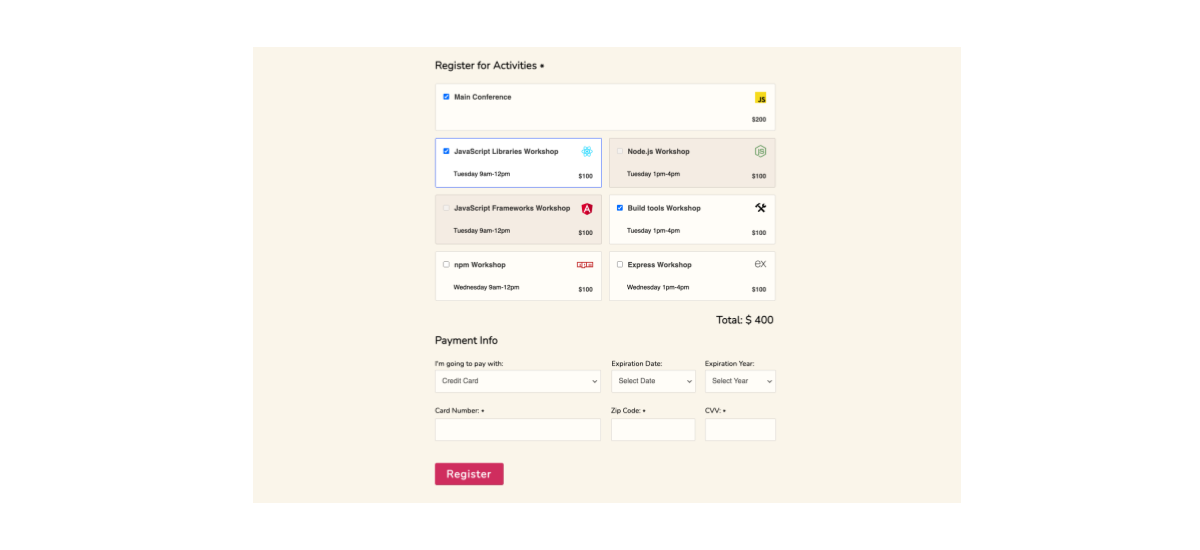 Register for Activities *
Main Conference
JS
$200
JavaScript Libraries Workshop
Tuesday 9am-12pm
$100
Node.js Workshop
JS
Tuesday 1pm-4pm
$100
JavaScript Frameworks Workshop
A
Tuesday 9am-12pm
$100
Build tools Workshop
Tuesday 1pm-4pm
$100
npm Workshop
npm
Wednesday 9am-12pm
$100
Express Workshop
ex
Wednesday 1pm-4pm
$100
Total: $ 400
Payment Info
I'm going to pay with:
Credit Card
Expiration Date:
Select Date
Expiration Year:
Select Year
Card Number: *
Zip Code: *
CVV: *
Register